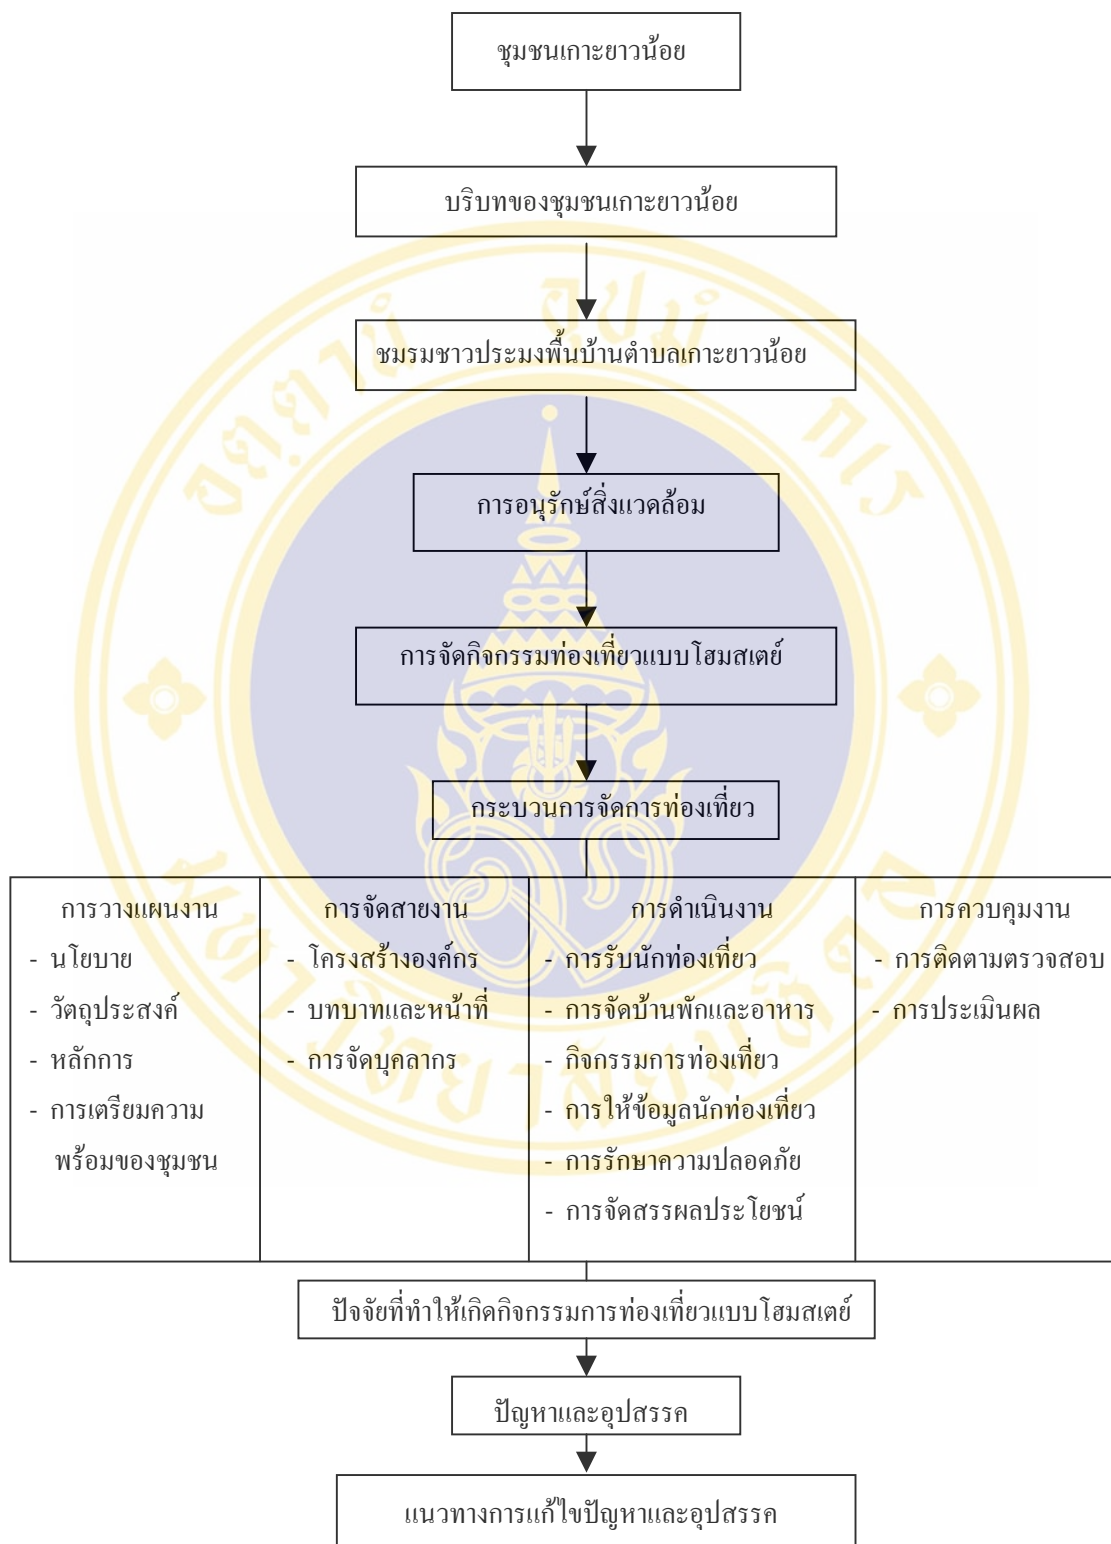 ชุมชนเกาะยาวน้อย
บริบทของชุมชนเกาะยาวน้อย
ชมรมชาวประมงพื้นบ้านตำบลเกาะยาวน้อย
การอนุรักษ์สิ่งแวดล้อม
การจัดกิจกรรมท่องเที่ยวแบบโฮมสเตย์
กระบวนการจัดการท่องเที่ยว
การวางแผนงาน
- นโยบาย
- วัตถุประสงค์
- หลักการ
- การเตรียมความ
พร้อมของชุมชน
การจัดสายงาน
- โครงสร้างองค์กร
- บทบาทและหน้าที่
- การจัดบุคลากร
การดำเนินงาน
- การรับนักท่องเที่ยว
- การจัดบ้านพักและอาหาร
- กิจกรรมการท่องเที่ยว
- การให้ข้อมูลนักท่องเที่ยว
- การรักษาความปลอดภัย
- การจัดสรรผลประโยชน์
การควบคุมงาน
- การติดตามตรวจสอบ
- การประเมินผล
ปัจจัยที่ทำให้เกิดกิจกรรมการท่องเที่ยวแบบโฮมสเตย์
ปัญหาและอุปสรรค
แนวทางการแก้ไขปัญหาและอุปสรรค
อตฺตานํ อุปมํ กเร
มหาวิทยาลัยมหิดล